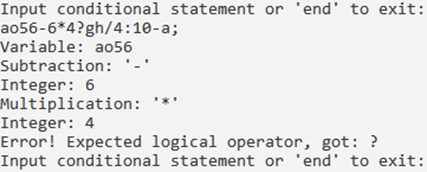 Input conditional statement or 'end' to exit:
ao56-6*4?gh/4:10-a;
Variable: ao56
Subtraction: '-'
Integer: 6
Multiplication: '*'
Integer: 4
Error! Expected logical operator, got: ?
Input conditional statement or 'end' to exit: